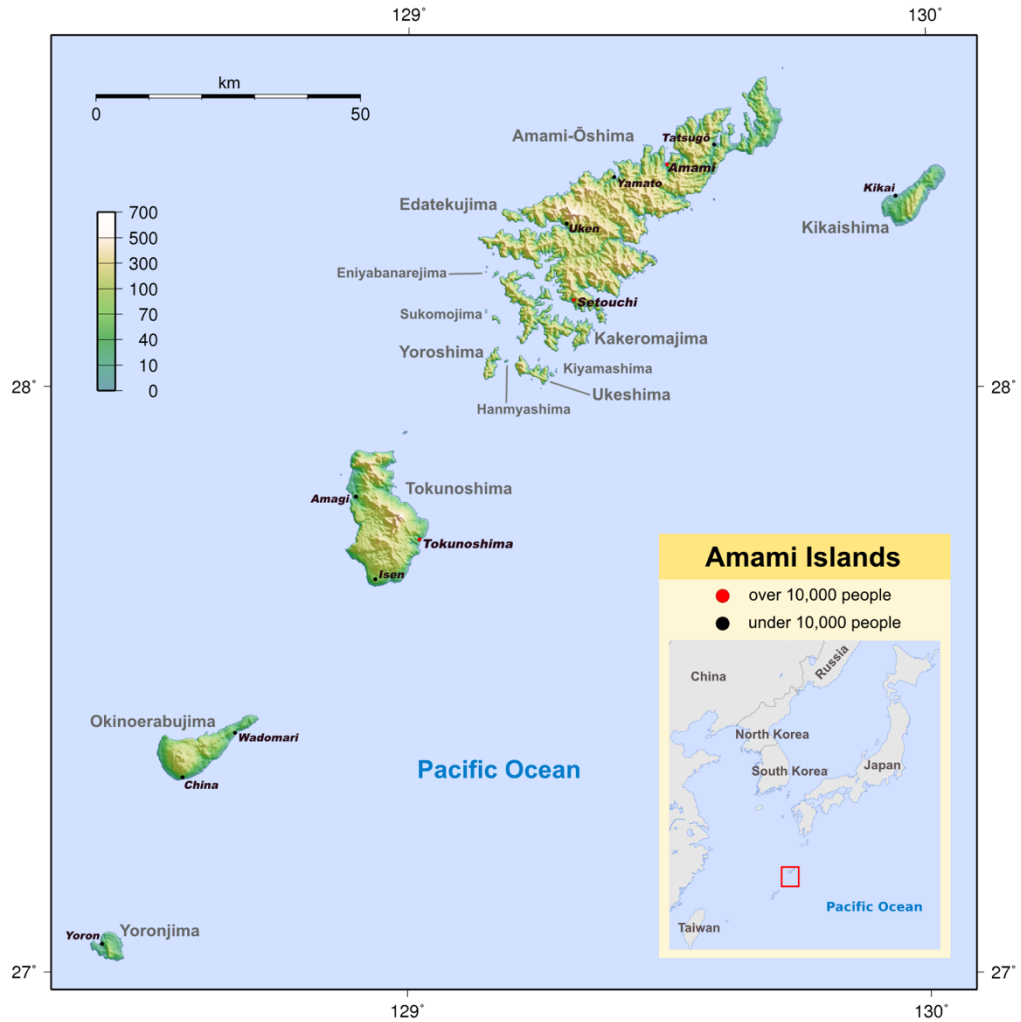 129°
130°
km
0
50
Amami-Ōshima
Tatsugō
Amami
Yamato
Kikai
Edatekujima
Kikaishima
Uken
700
500
300
100
70
40
10
0
Eniyabanarejima
Setouchi
Sukomojima
Kakeromajima
Yoroshima
Kiyamashima
Ukeshima
Hanmyashima
28°
28°
Tokunoshima
Amagi
Tokunoshima
Isen
Amami Islands
over 10,000 people
under 10,000 people
Russia
China
North Korea
South Korea
Japan
Pacific Ocean
Taiwan
Okinoerabujima
Wadomari
China
Pacific Ocean
Yoron
Yoronjima
27°
27°
129°
130°